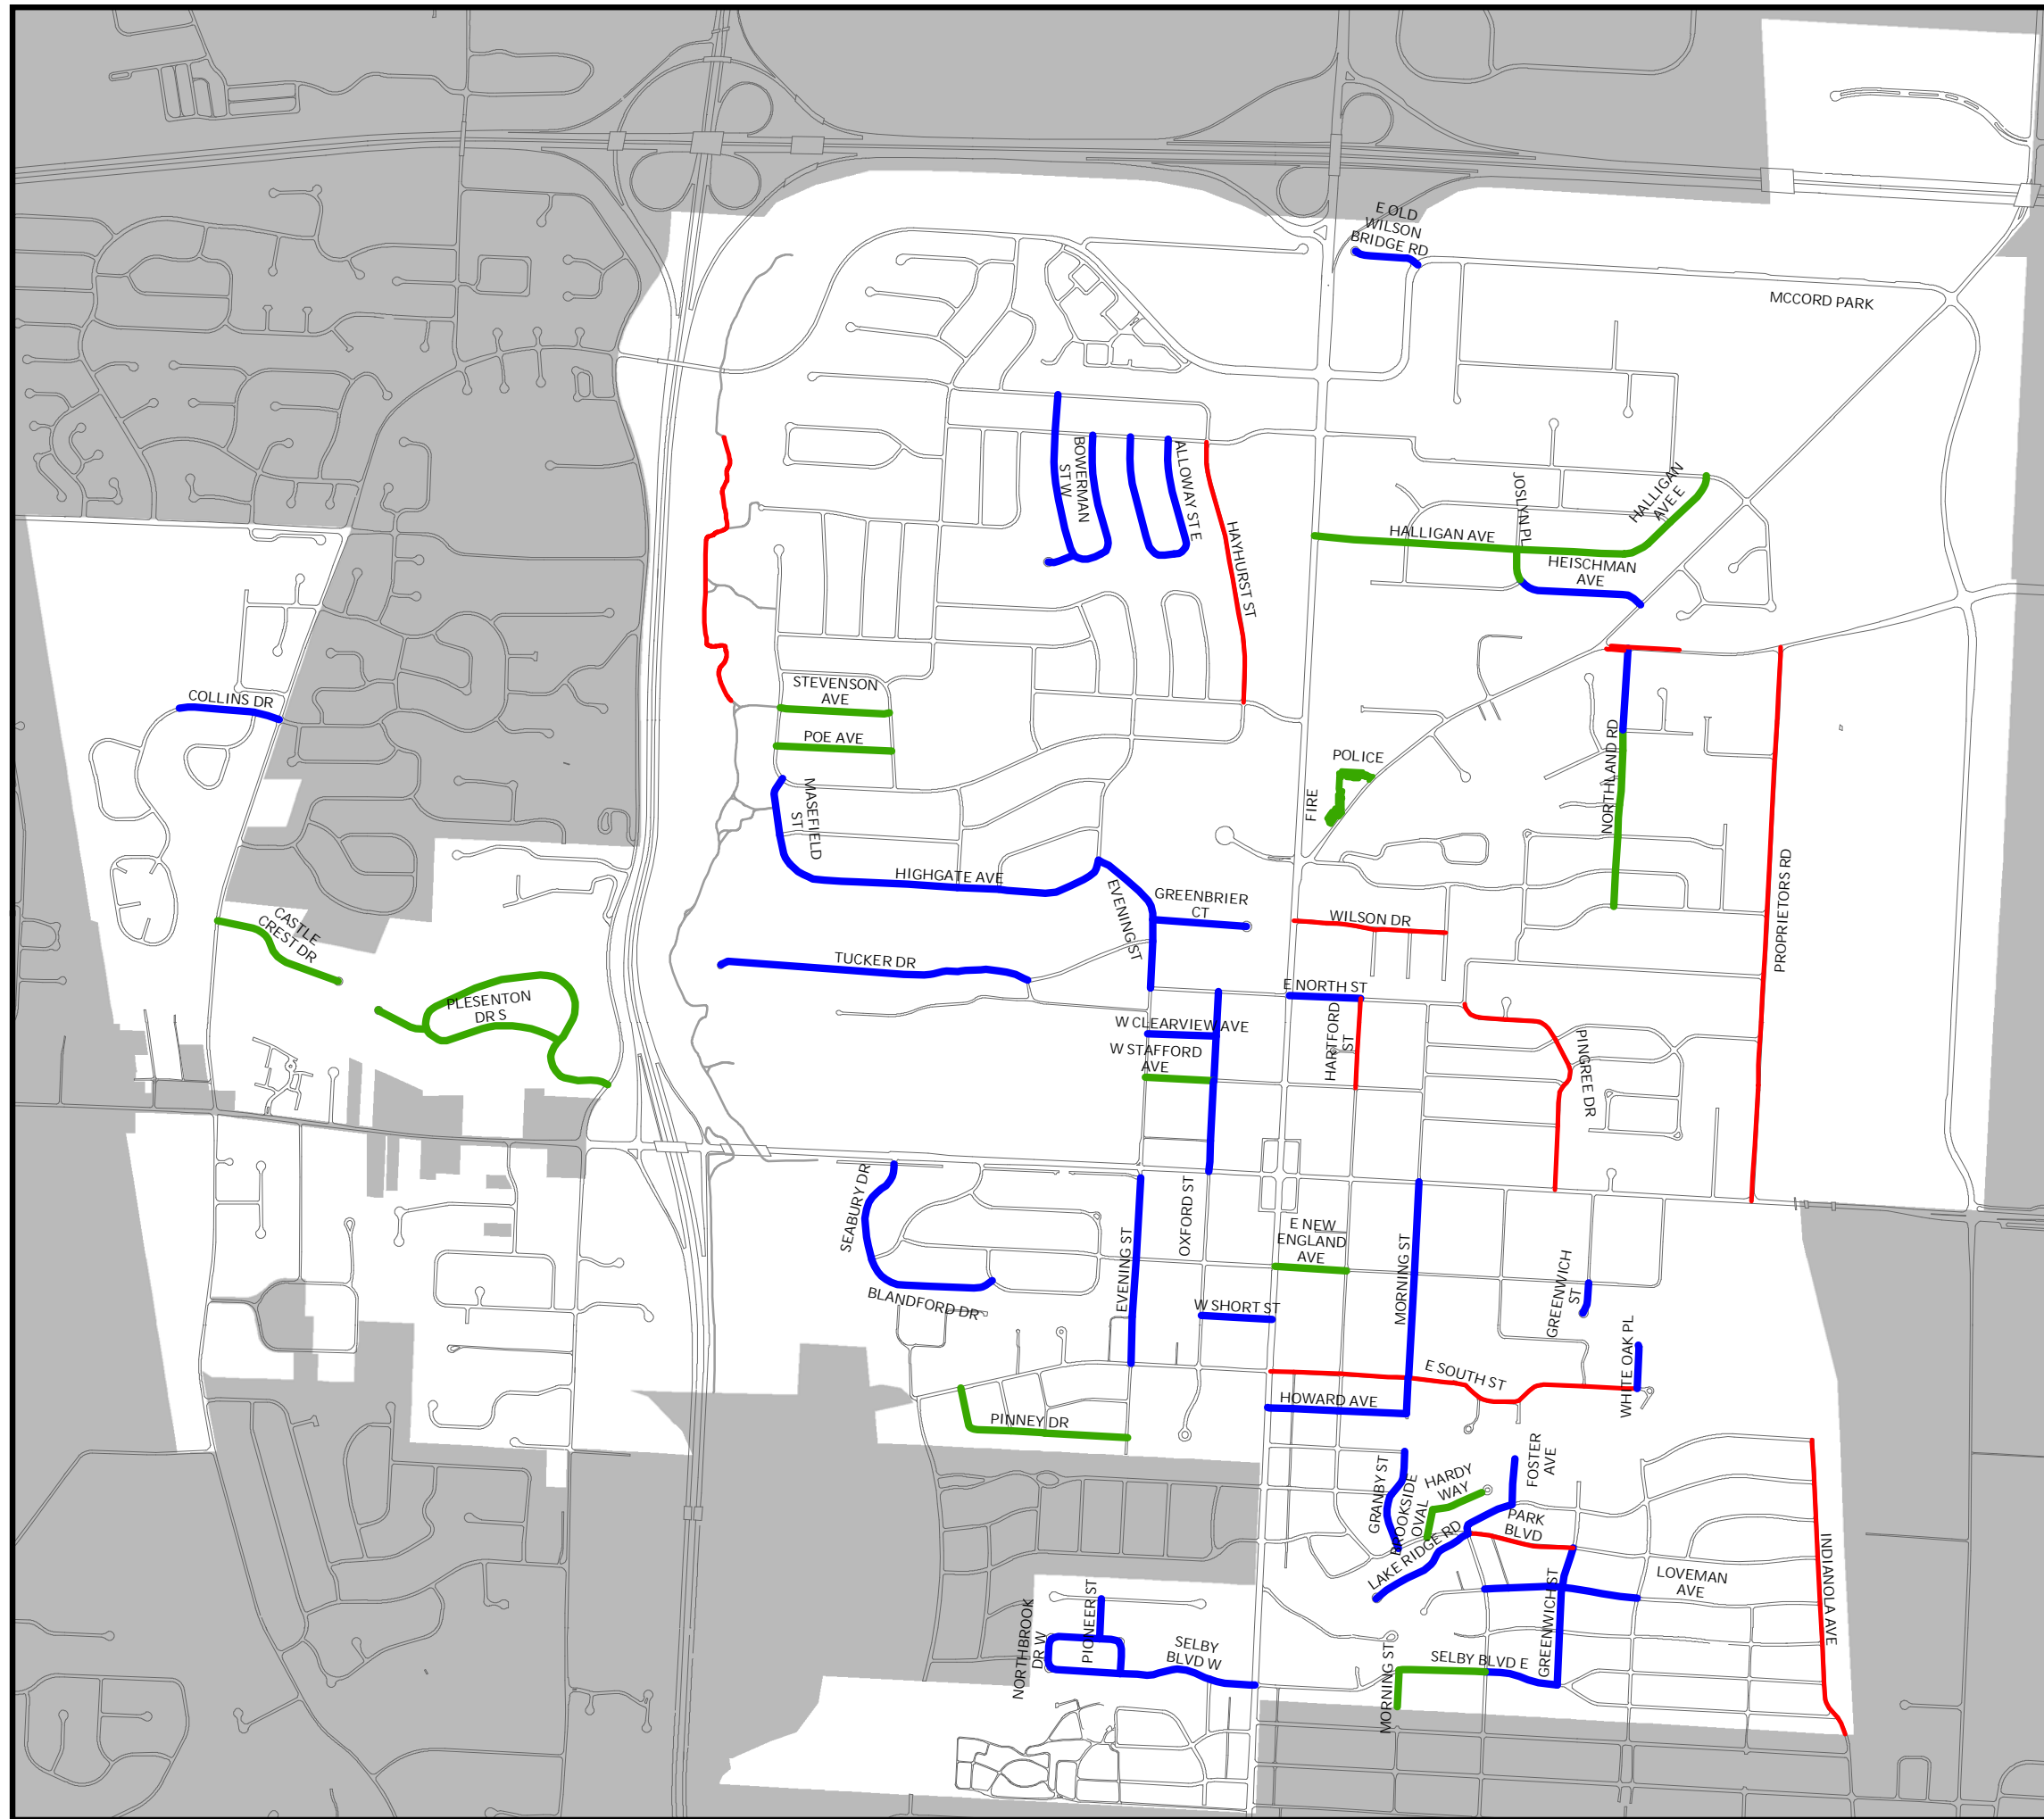 E OLD
WILSON
BRIDGE RD
MCCORD PARK
BOWERMAN
ST W
ALLOWAY ST E
HAYHURST ST
JOSLYN PL
HALLIGAN
AVE E
HALLIGAN AVE
HEISCHMAN
AVE
COLLINS DR
STEVENSON
AVE
POE AVE
POLICE
FIRE
NORTHLAND RD
MASEFIELD
ST
HIGHGATE AVE
EVENING ST
GREENBRIER
CT
WILSON DR
PROPRIETORS RD
CASTLE
CREST DR
TUCKER DR
PLESENTON
DR S
E NORTH ST
W CLEARVIEW AVE
HARTFORD
ST
W STAFFORD
AVE
PINGREE DR
SEABURY DR
OXFORD ST
EVENING ST
E NEW
ENGLAND
AVE
MORNING ST
GREENWICH
ST
BLANDFORD DR
W SHORT ST
WHITE OAK PL
E SOUTH ST
HOWARD AVE
PINNEY DR
FOSTER
AVE
GRANBY ST
BROOKSIDE
OVAL
HARDY
WAY
PARK
BLVD
LAKE RIDGE RD
INDIANOLA AVE
LOVEMAN
AVE
GREENWICH ST
PIONEER ST
NORTHBROOK
DR W
SELBY
BLVD W
SELBY BLVD E
MORNING ST